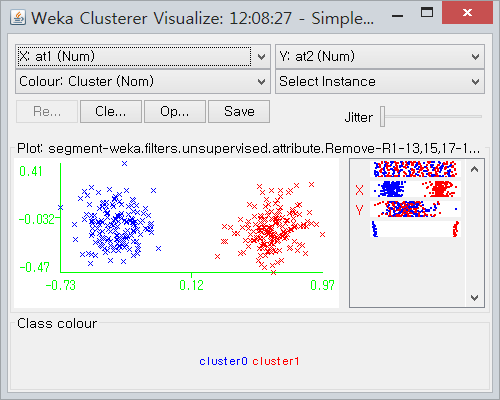 Weka Clusterer Visualize: 12:08:27 - Simple...
X: at1 (Num)
Y: at2 (Num)
Colour: Cluster (Nom)
Select Instance
Re...
Cle...
Op...
Save
Jitter
Plot: segment-weka.filters.unsupervised.attribute.Remove-R1-13,15,17-1...
0.41
-0.032
-0.47
-0.73
0.12
0.97
X
Y
Class colour
cluster0 cluster1